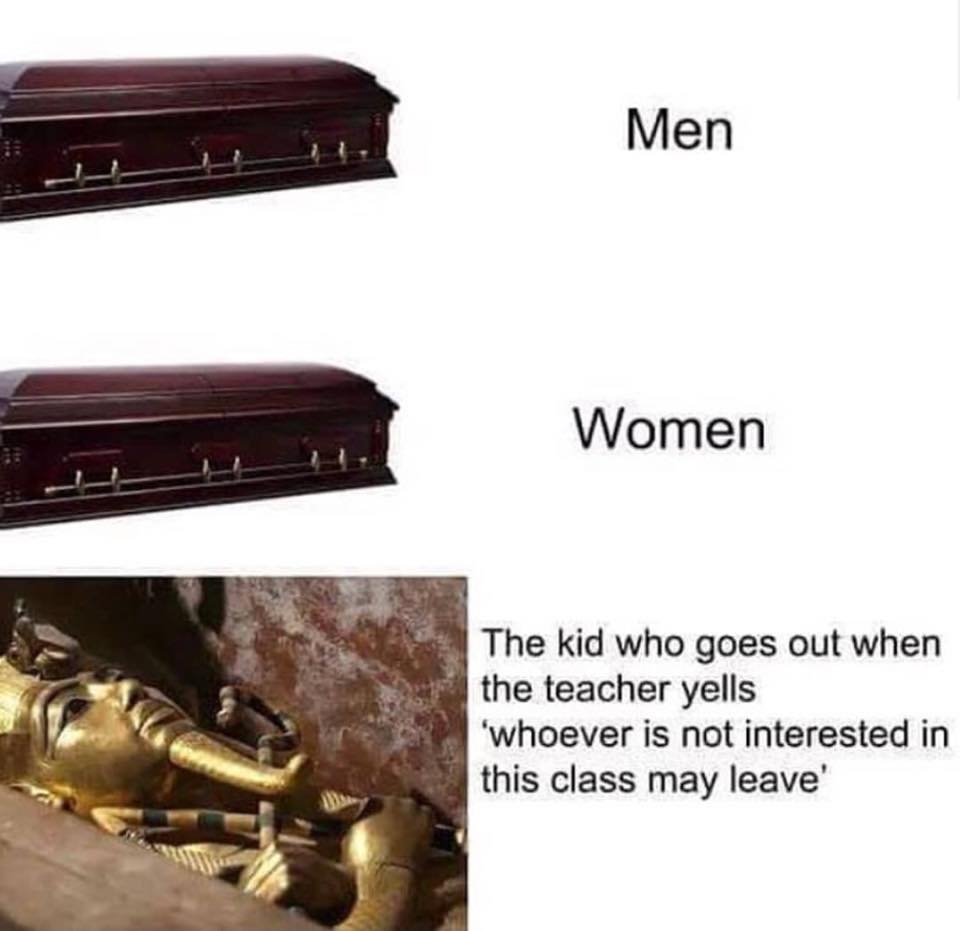 Men
Women
The kid who goes out when
the teacher yells
‘whoever is not interested in
this class may leave’